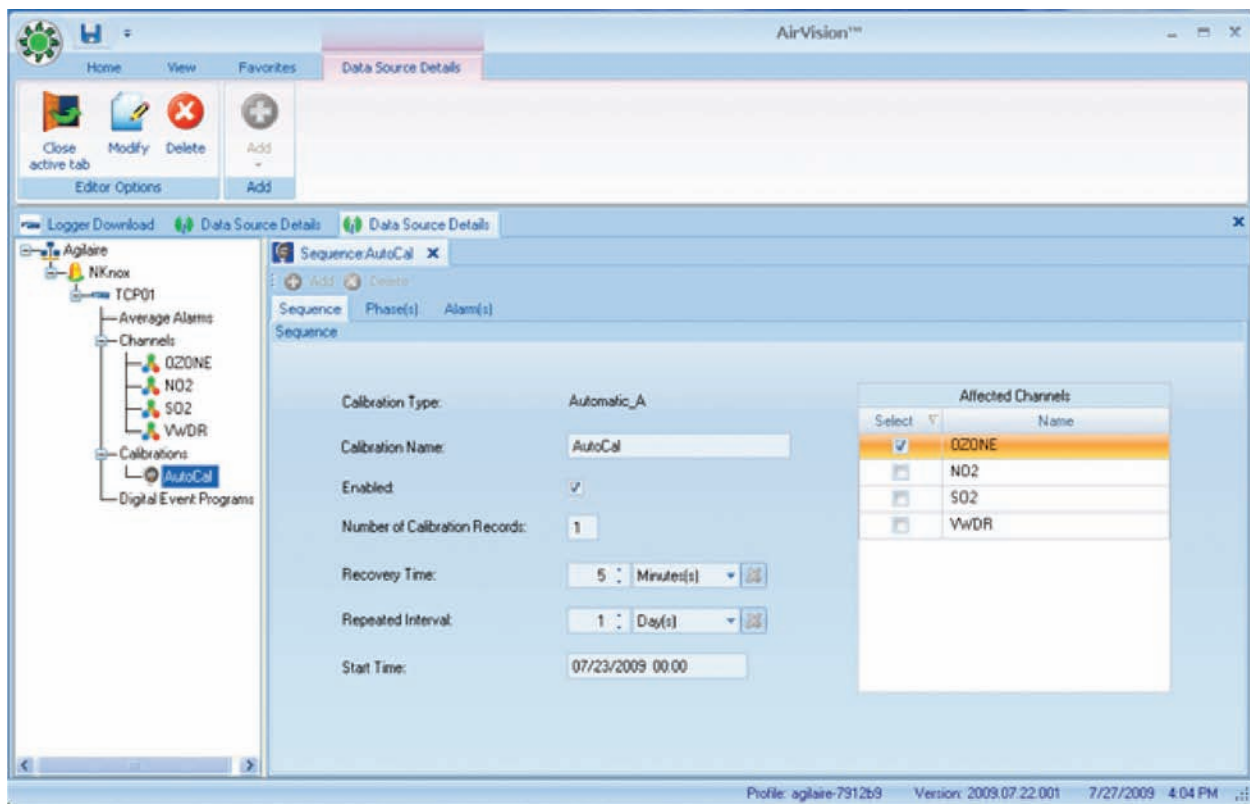 AirVision™
Home View Favorites Data Source Details
Close active tab Modify Delete Add
Editor Options Add
Logger Download Data Source Details Data Source Details
Agilaire
NKnox
TCP01
Average Alarms
Channels
OZONE
NO2
SO2
VWDR
Calibrations
AutoCal
Digital Event Programs
Sequence:AutoCal
Add Delete
Sequence Phase(s) Alarm(s)
Sequence
Calibration Type: Automatic_A
Calibration Name: AutoCal
Enabled:
Number of Calibration Records: 1
Recovery Time: 5 Minutes(s)
Repeated Interval: 1 Day(s)
Start Time: 07/23/2009 00:00
Affected Channels
Select Name
OZONE
NO2
SO2
VWDR
Profile: agilaire-7912b9 Version: 2009.07.22.001 7/27/2009 4:04 PM